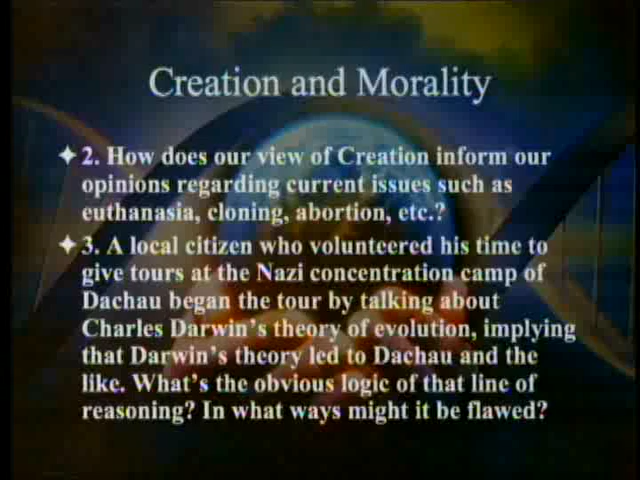 Creation and Morality
✦ 2. How does our view of Creation inform our
opinions regarding current issues such as
euthanasia, cloning, abortion, etc.?
✦ 3. A local citizen who volunteered his time to
give tours at the Nazi concentration camp of
Dachau began the tour by talking about
Charles Darwin's theory of evolution, implying
that Darwin's theory led to Dachau and the
like. What's the obvious logic of that line of
reasoning? In what ways might it be flawed?